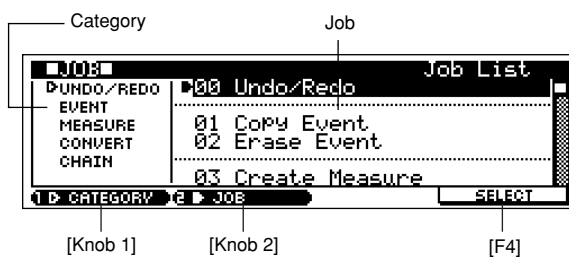 Category
Job
JOB
Job List
UNDO/REDO
EVENT
MEASURE
CONVERT
CHAIN
00 Undo/Redo
01 Copy Event
02 Erase Event
03 Create Measure
1 CATEGORY
2 JOB
SELECT
[Knob 1]
[Knob 2]
[F4]